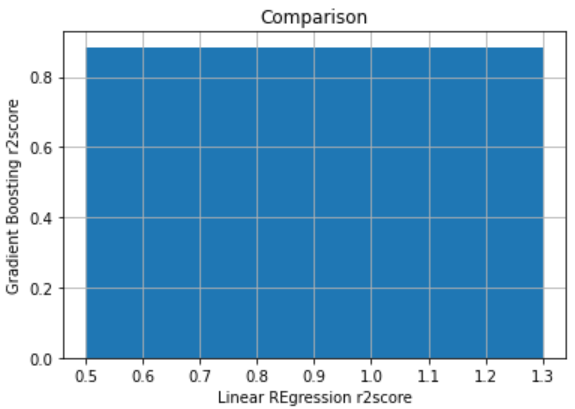 Comparison
Gradient Boosting r2score
0.8
0.6
0.4
0.2
0.0
0.5 0.6 0.7 0.8 0.9 1.0 1.1 1.2 1.3
Linear REgression r2score